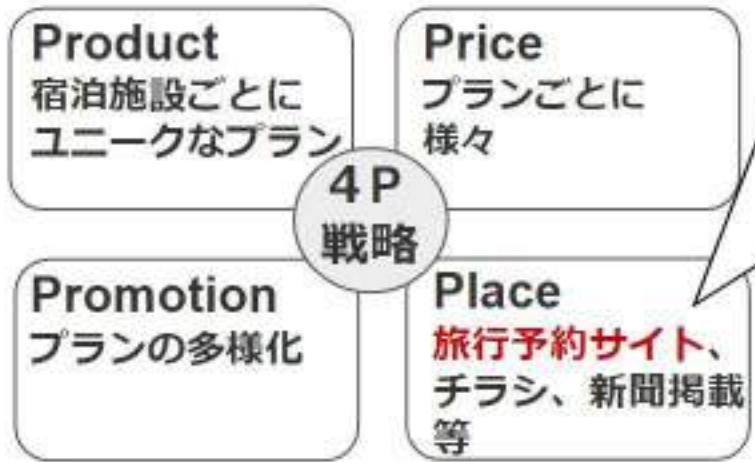 Product
宿泊施設ごとに
ユニークなプラン
Price
プランごとに
様々
4P
戦略
Promotion
プランの多様化
Place
旅行予約サイト、
チラシ、新聞掲載
等